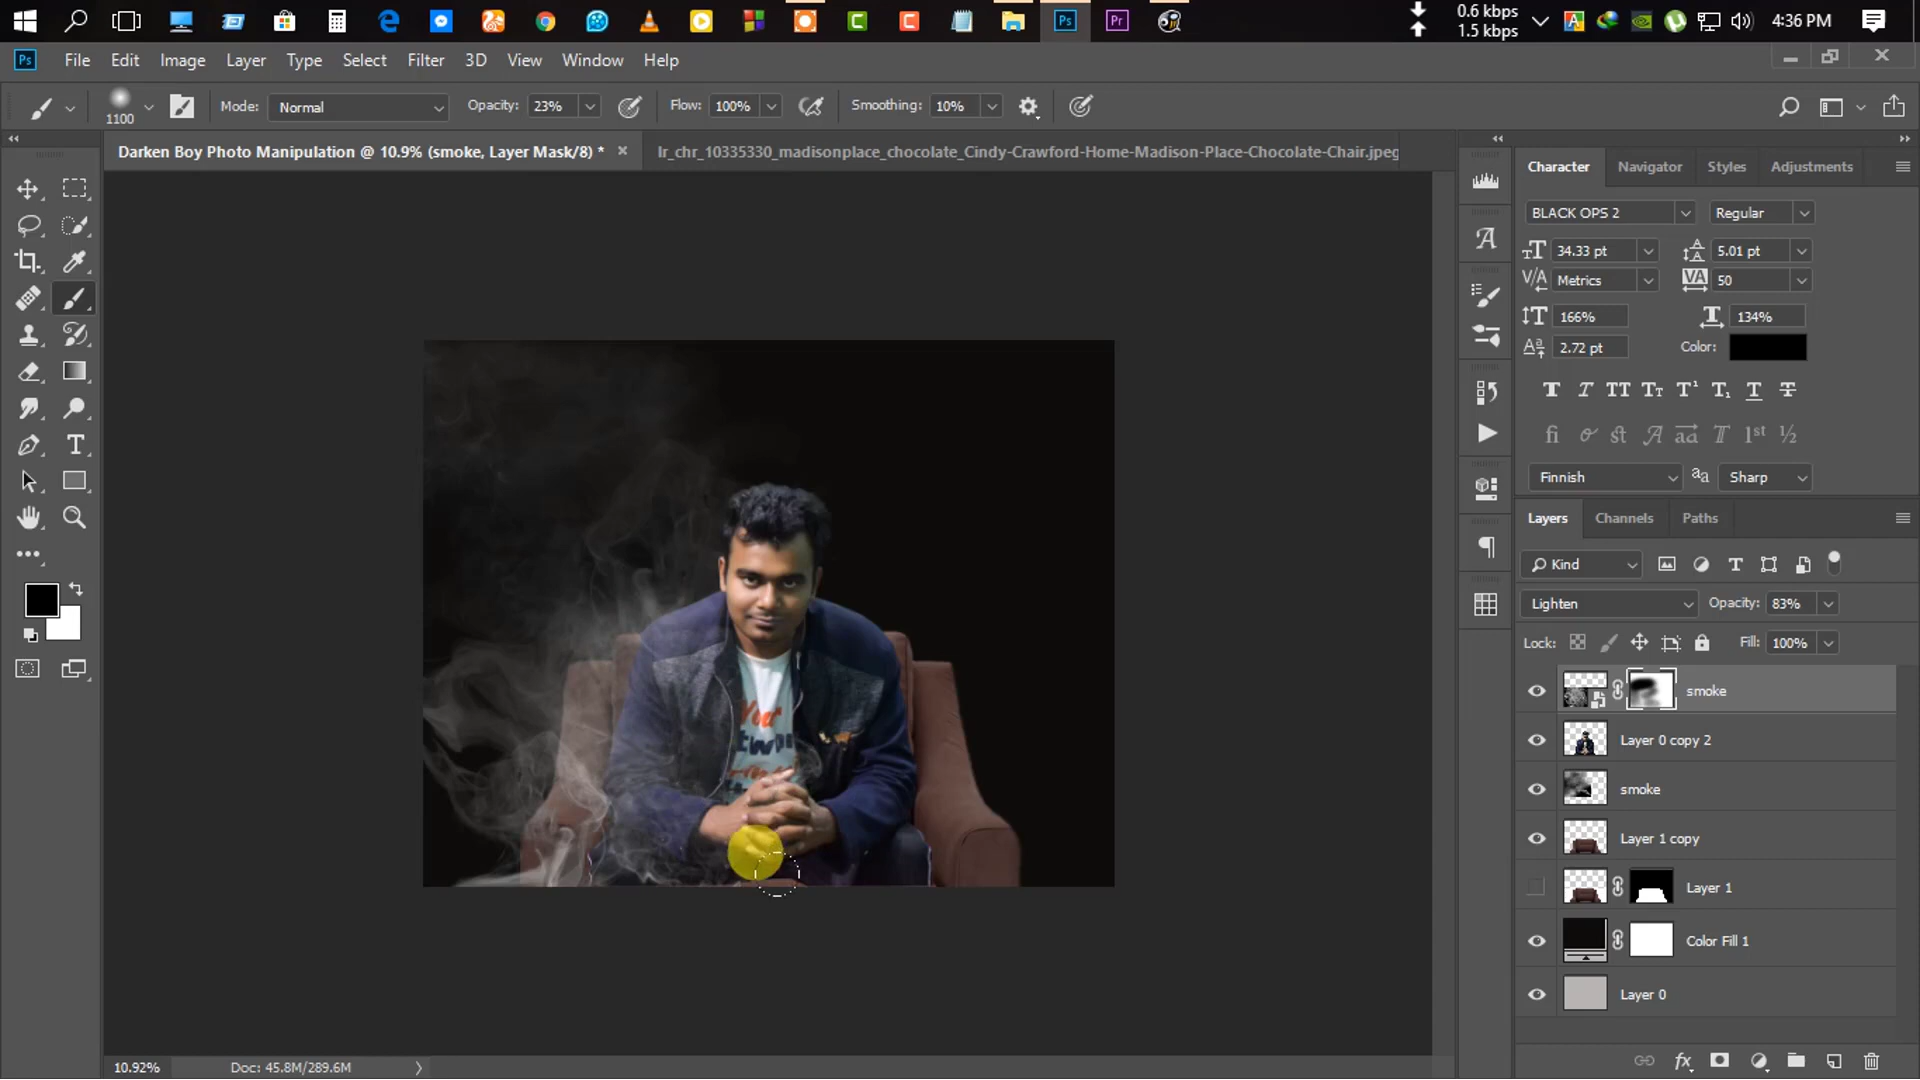 0.6 kbps
1.5 kbps
4:36 PM
File Edit Image Layer Type Select Filter 3D View Window Help
1100 Mode: Normal Opacity: 23% Flow: 100% Smoothing: 10%
Darken Boy Photo Manipulation @ 10.9% (smoke, Layer Mask/8) *
lr_chr_10335330_madisonplace_chocolate_Cindy-Crawford-Home-Madison-Place-Chocolate-Chair.jpeg
Character Navigator Styles Adjustments
BLACK OPS 2 Regular
34.33 pt 5.01 pt
Metrics 50
166% 134%
2.72 pt Color:
Finnish Sharp
Layers Channels Paths
Kind
Lighten Opacity: 83%
Lock: Fill: 100%
smoke
Layer 0 copy 2
smoke
Layer 1 copy
Layer 1
Color Fill 1
Layer 0
10.92% Doc: 45.8M/289.6M